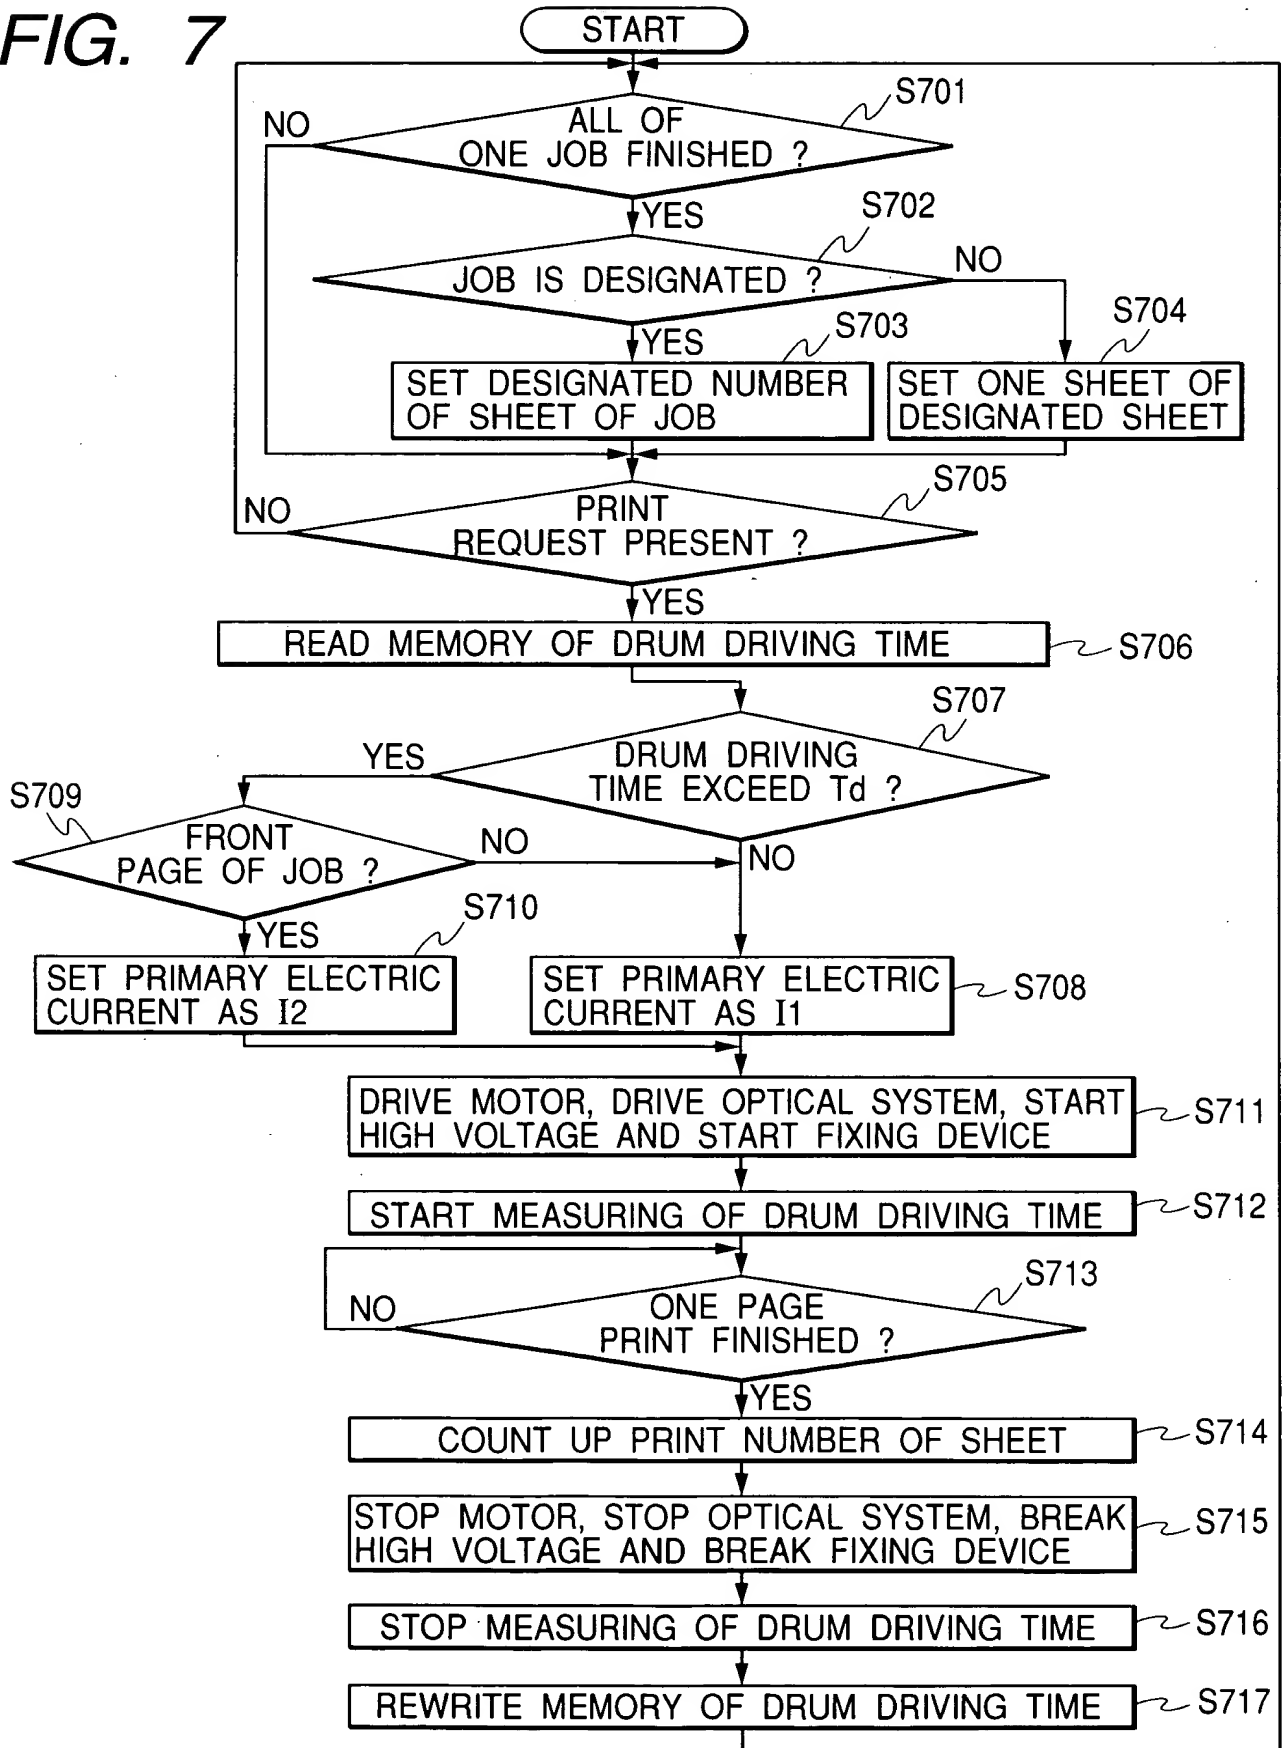 FIG. 7
START
S701
ALL OF
ONE JOB FINISHED ?
NO
YES
S702
JOB IS DESIGNATED ?
NO
YES
S703
SET DESIGNATED NUMBER
OF SHEET OF JOB
S704
SET ONE SHEET OF
DESIGNATED SHEET
S705
PRINT
REQUEST PRESENT ?
NO
YES
READ MEMORY OF DRUM DRIVING TIME
S706
S707
DRUM DRIVING
TIME EXCEED Td ?
YES
NO
S709
FRONT
PAGE OF JOB ?
NO
YES
S710
SET PRIMARY ELECTRIC
CURRENT AS I2
SET PRIMARY ELECTRIC
CURRENT AS I1
S708
DRIVE MOTOR, DRIVE OPTICAL SYSTEM, START
HIGH VOLTAGE AND START FIXING DEVICE
S711
START MEASURING OF DRUM DRIVING TIME
S712
S713
ONE PAGE
PRINT FINISHED ?
NO
YES
COUNT UP PRINT NUMBER OF SHEET
S714
STOP MOTOR, STOP OPTICAL SYSTEM, BREAK
HIGH VOLTAGE AND BREAK FIXING DEVICE
S715
STOP MEASURING OF DRUM DRIVING TIME
S716
REWRITE MEMORY OF DRUM DRIVING TIME
S717